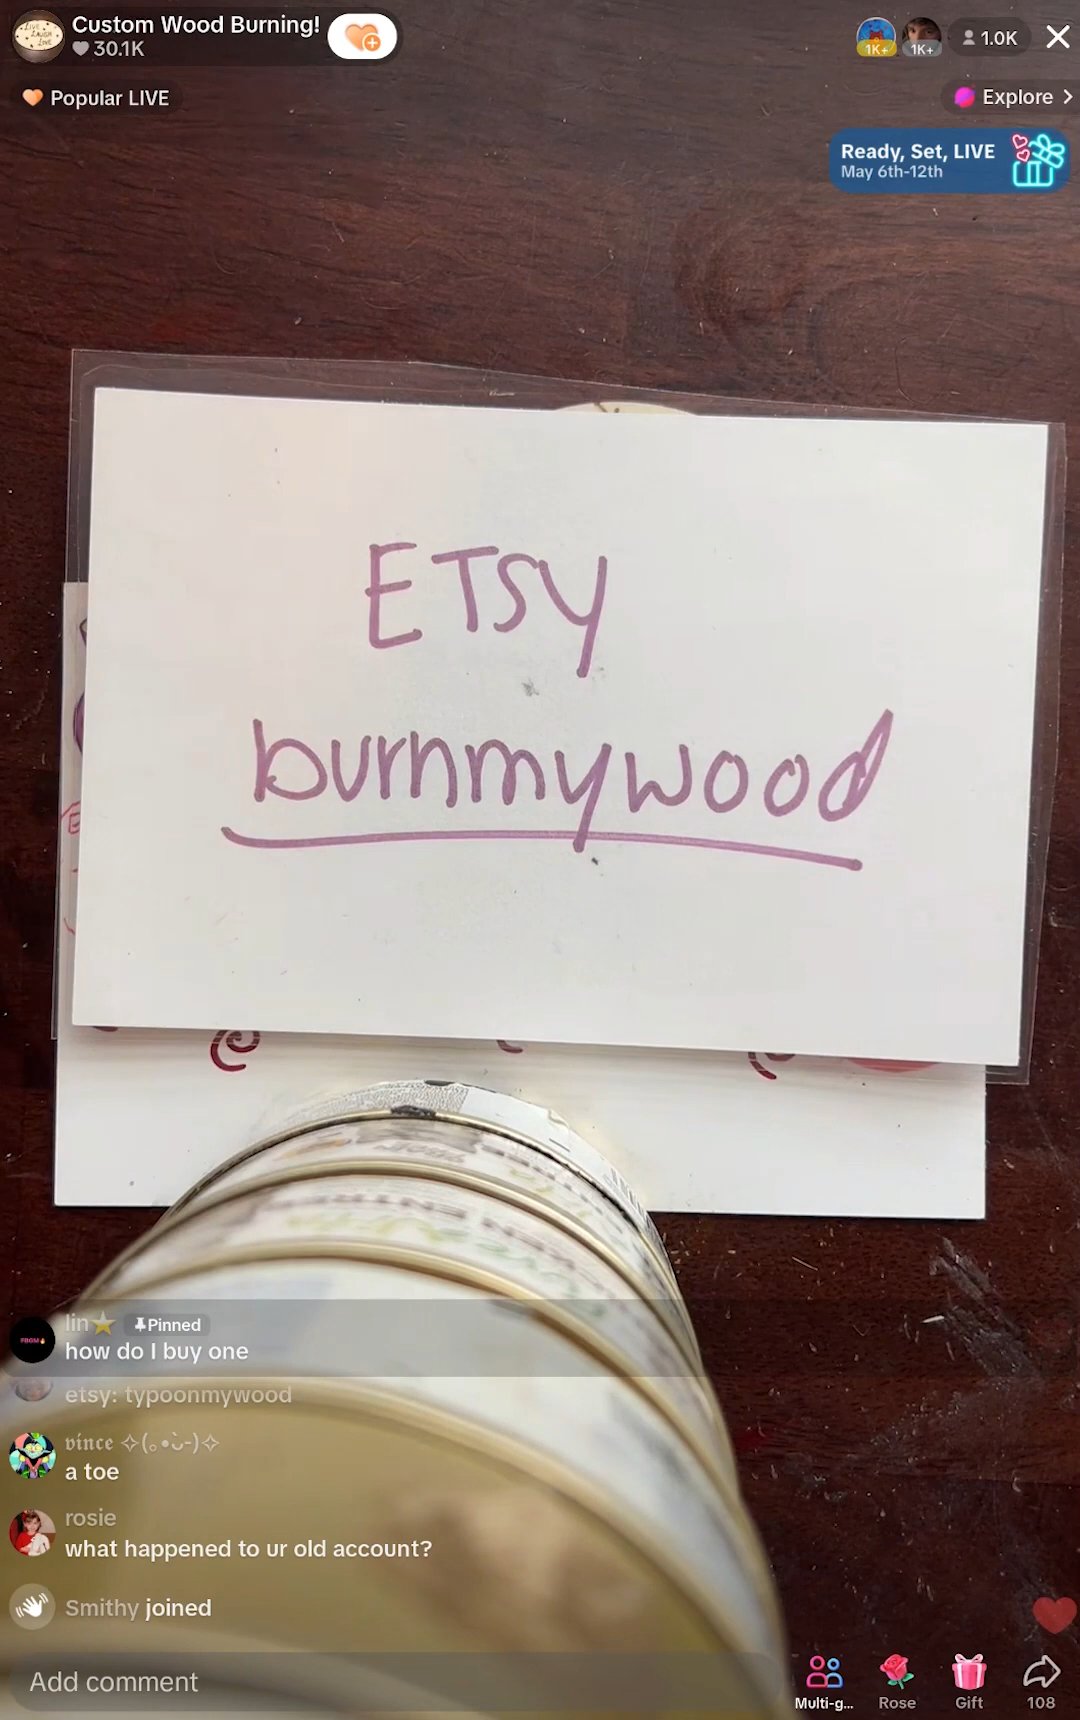 Custom Wood Burning!
30.1K
1K+
1K+
1.0K
Popular LIVE
Explore
Ready, Set, LIVE
May 6th-12th
ETSY
burnmywood
lin⭐ Pinned
how do I buy one
etsy: typoonmywood
𝖛𝖎𝖓𝖈𝖊 ✧(｡•̀ᴗ-)✧
a toe
rosie
what happened to ur old account?
Smithy joined
Add comment
Multi-g...
Rose
Gift
108